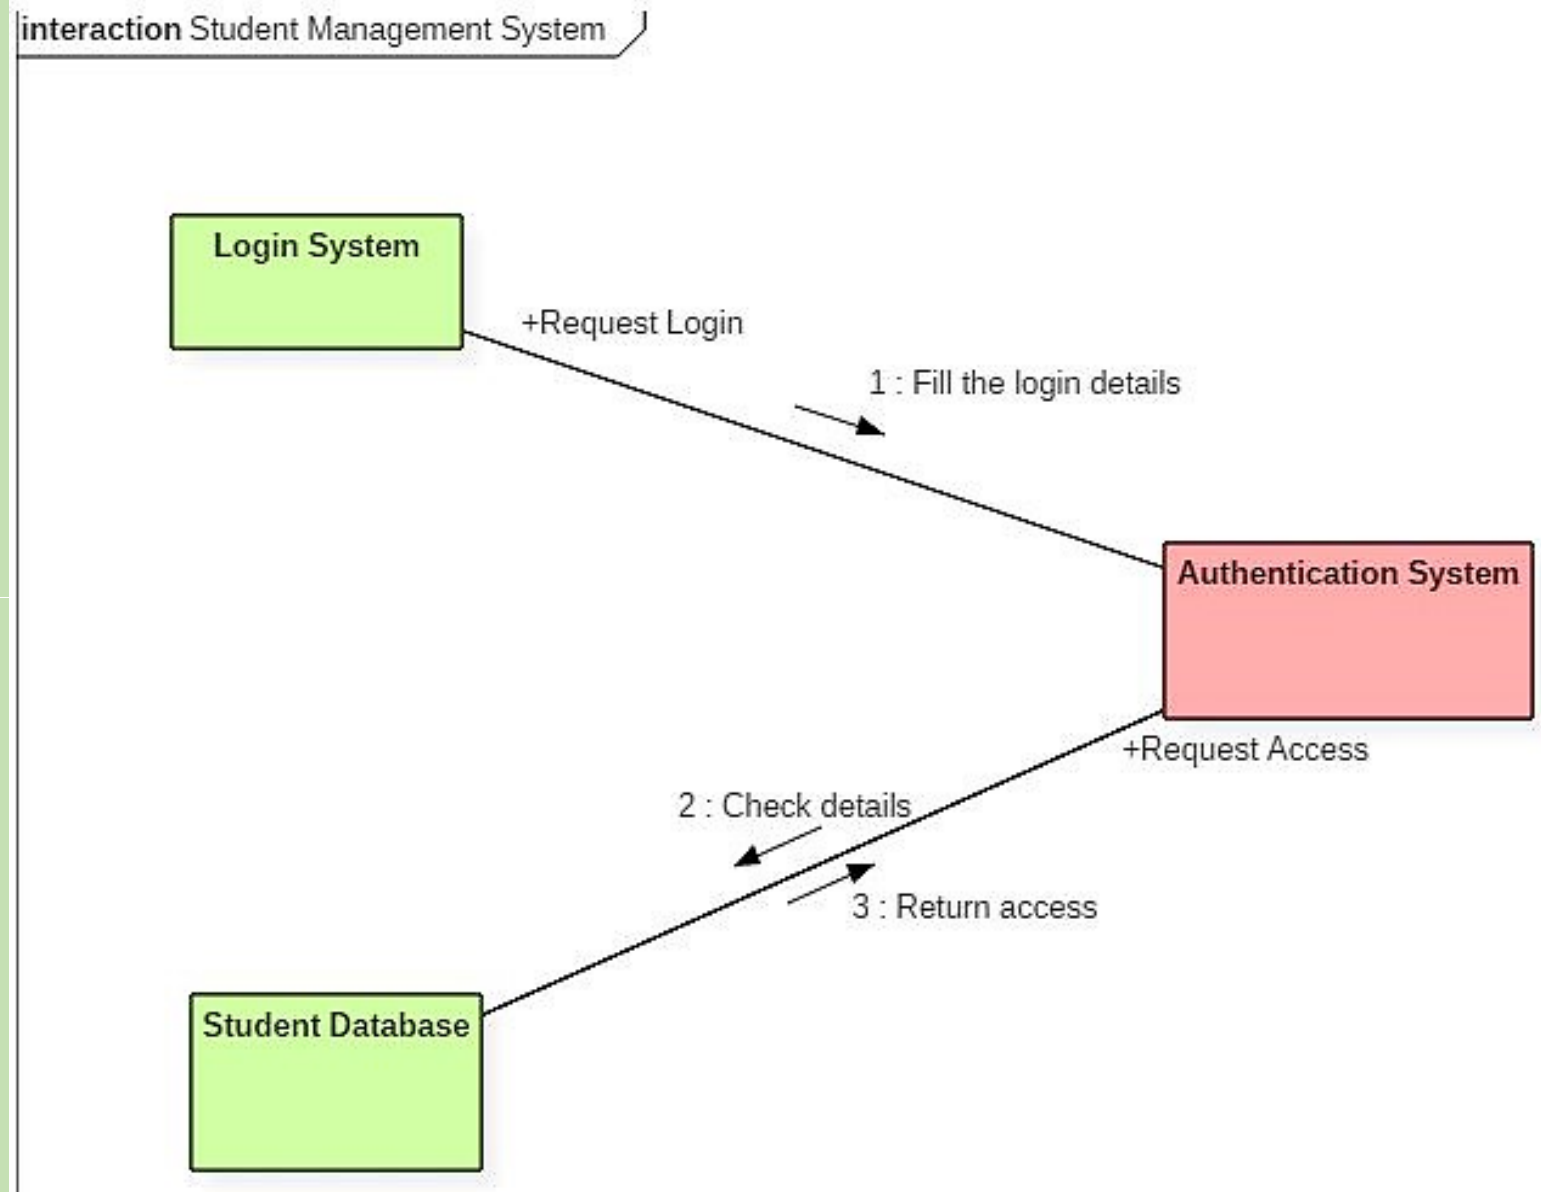 interaction Student Management System
Login System
+Request Login
1 : Fill the login details
Authentication System
+Request Access
2 : Check details
3 : Return access
Student Database